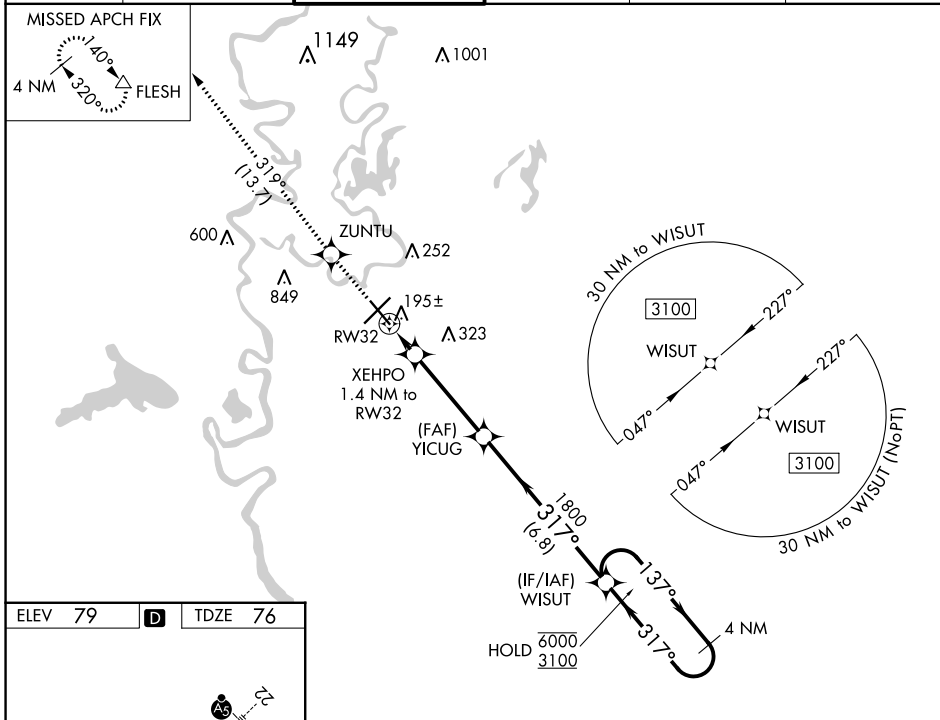 MISSED APCH FIX
140°
4 NM
320°
FLESH
1149
1001
319°
(13.7)
ZUNTU
600
252
849
195±
RW32
323
XEHPO
1.4 NM to
RW32
(FAF)
YICUG
30 NM to WISUT
3100
227°
WISUT
047°
227°
WISUT
047°
3100
30 NM to WISUT (NoPT)
1800
317°
(6.8)
(IF/IAF)
WISUT
137°
317°
4 NM
HOLD 6000
3100
ELEV 79 D TDZE 76
A5
22